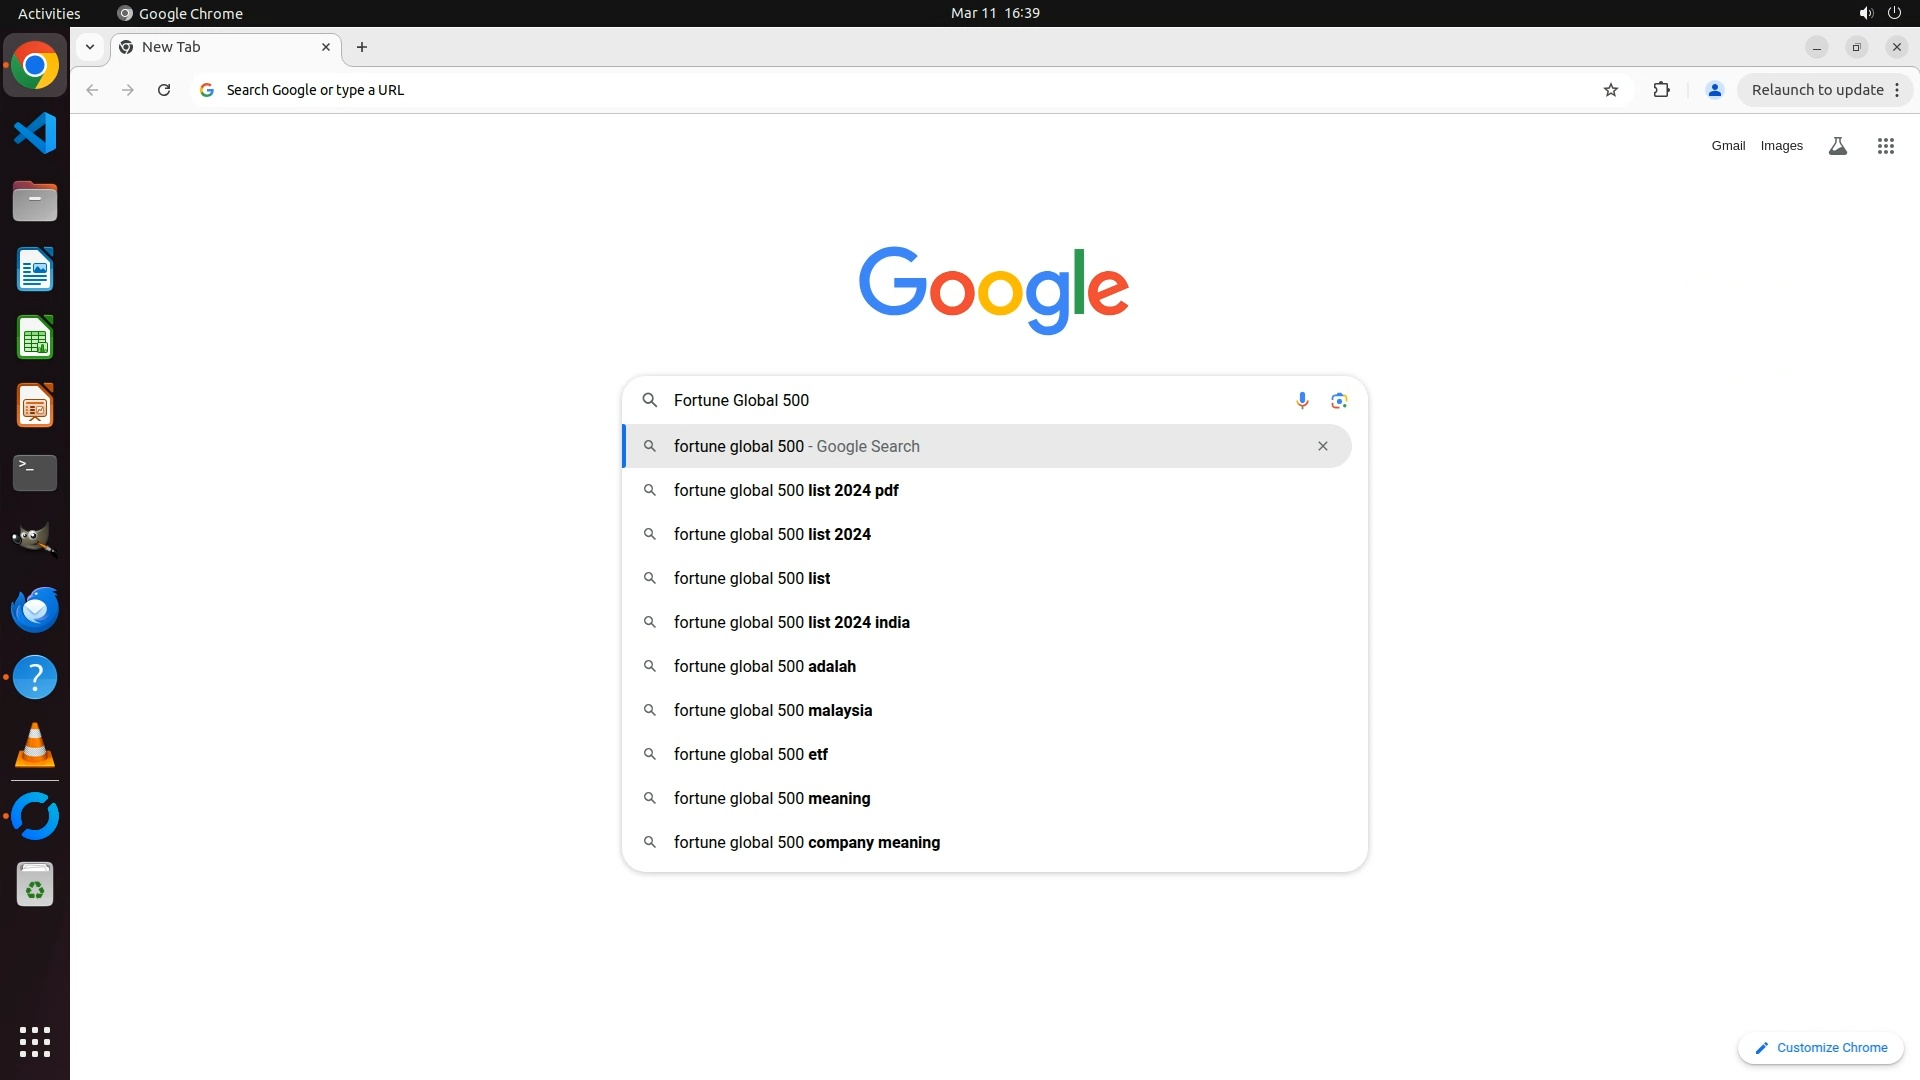 Activities
Google Chrome
Mar 11 16:39
New Tab
Search Google or type a URL
Relaunch to update
Gmail
Images
Google
Fortune Global 500
fortune global 500 - Google Search
fortune global 500 list 2024 pdf
fortune global 500 list 2024
fortune global 500 list
fortune global 500 list 2024 india
fortune global 500 adalah
fortune global 500 malaysia
fortune global 500 etf
fortune global 500 meaning
fortune global 500 company meaning
Customize Chrome